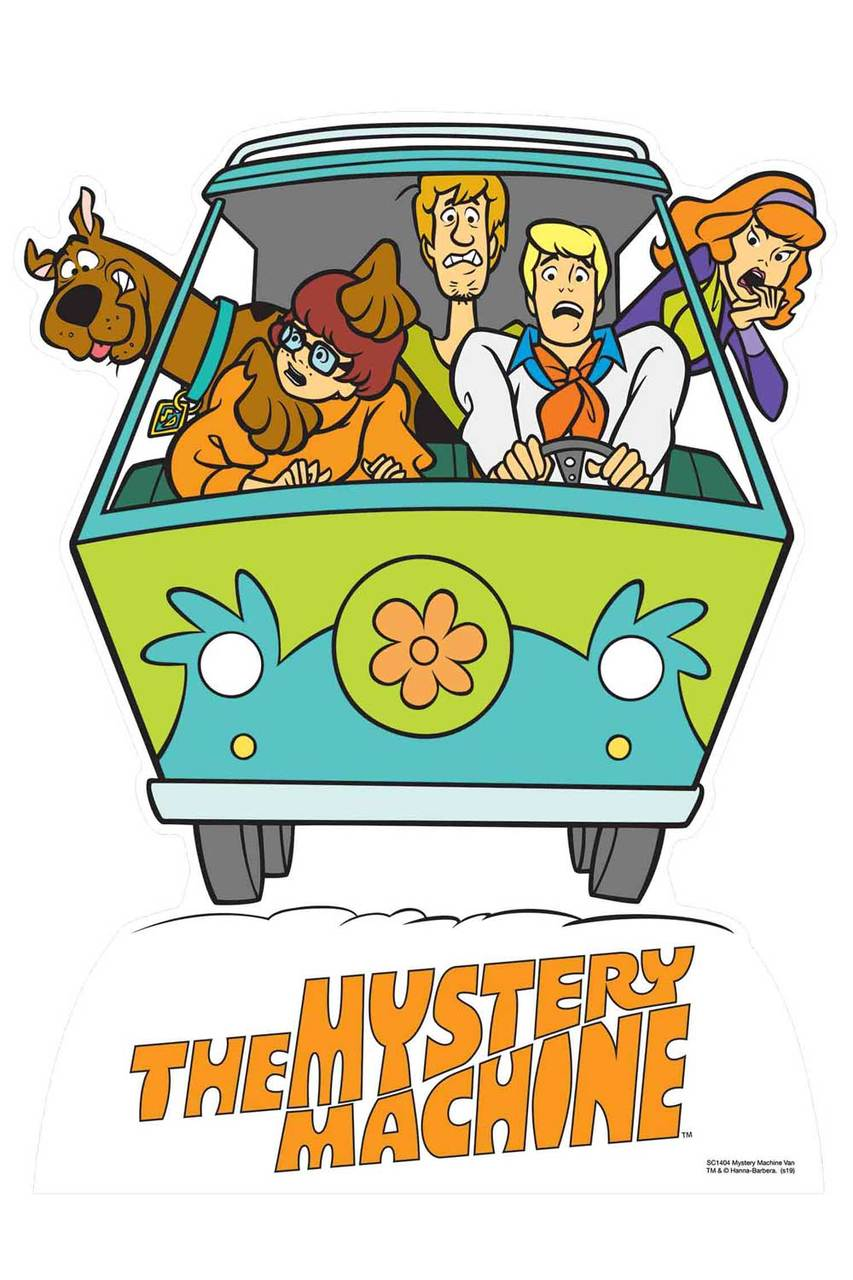 THE MYSTERY
MACHINE
TM
SC1404 Mystery Machine Van
TM & © Hanna-Barbera. (s19)